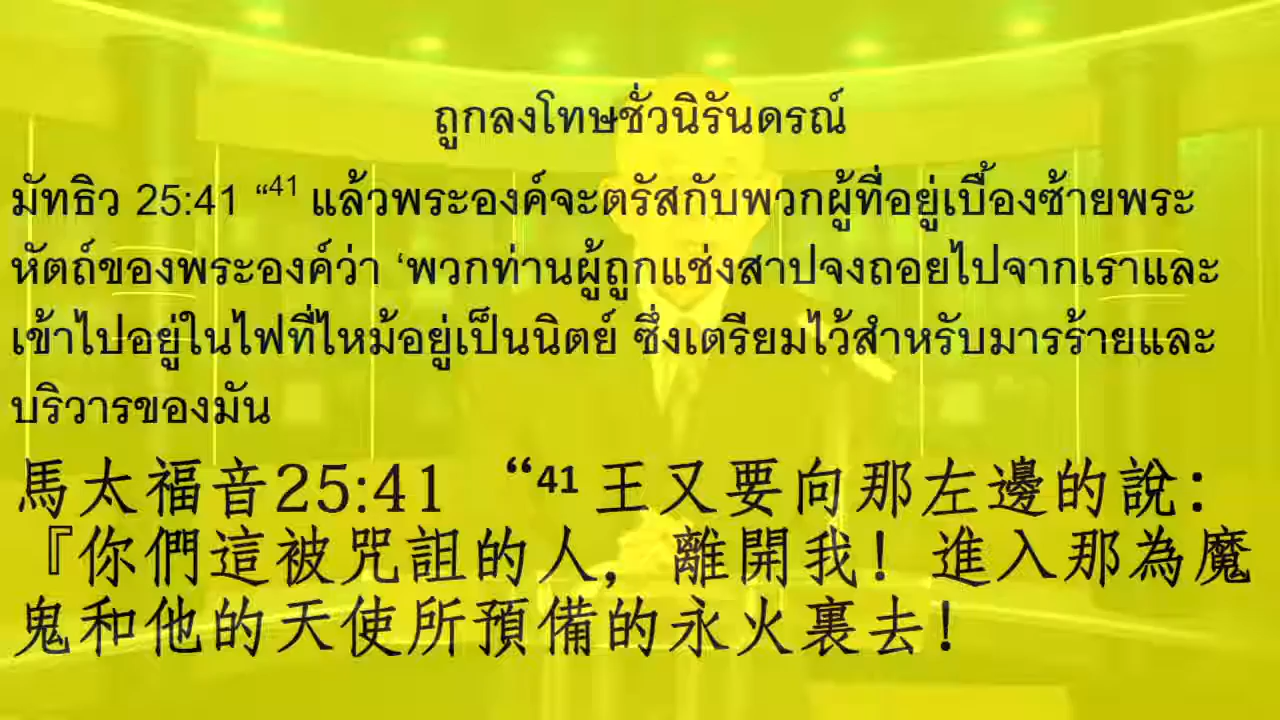 ถูกลงโทษชั่วนิรันดรณ์
มัทธิว 25:41 “41 แล้วพระองค์จะตรัสกับพวกผู้ที่อยู่เบื้องซ้ายพระ
หัตถ์ของพระองค์ว่า ‘พวกท่านผู้ถูกแช่งสาปจงถอยไปจากเราและ
เข้าไปอยู่ในไฟที่ไหม้อยู่เป็นนิตย์ ซึ่งเตรียมไว้สำหรับมารร้ายและ
บริวารของมัน
馬太福音25:41 “41 王又要向那左邊的說：
『你們這被咒詛的人，離開我！進入那為魔
鬼和他的天使所預備的永火裏去！